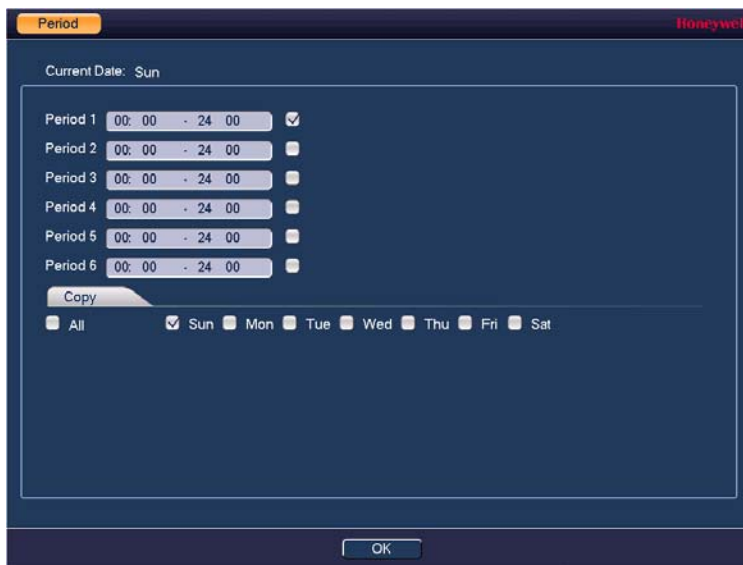 Period
Honeywell
Current Date: Sun
Period 1 00: 00 - 24 00
Period 2 00: 00 - 24 00
Period 3 00: 00 - 24 00
Period 4 00: 00 - 24 00
Period 5 00: 00 - 24 00
Period 6 00: 00 - 24 00
Copy
All Sun Mon Tue Wed Thu Fri Sat
OK